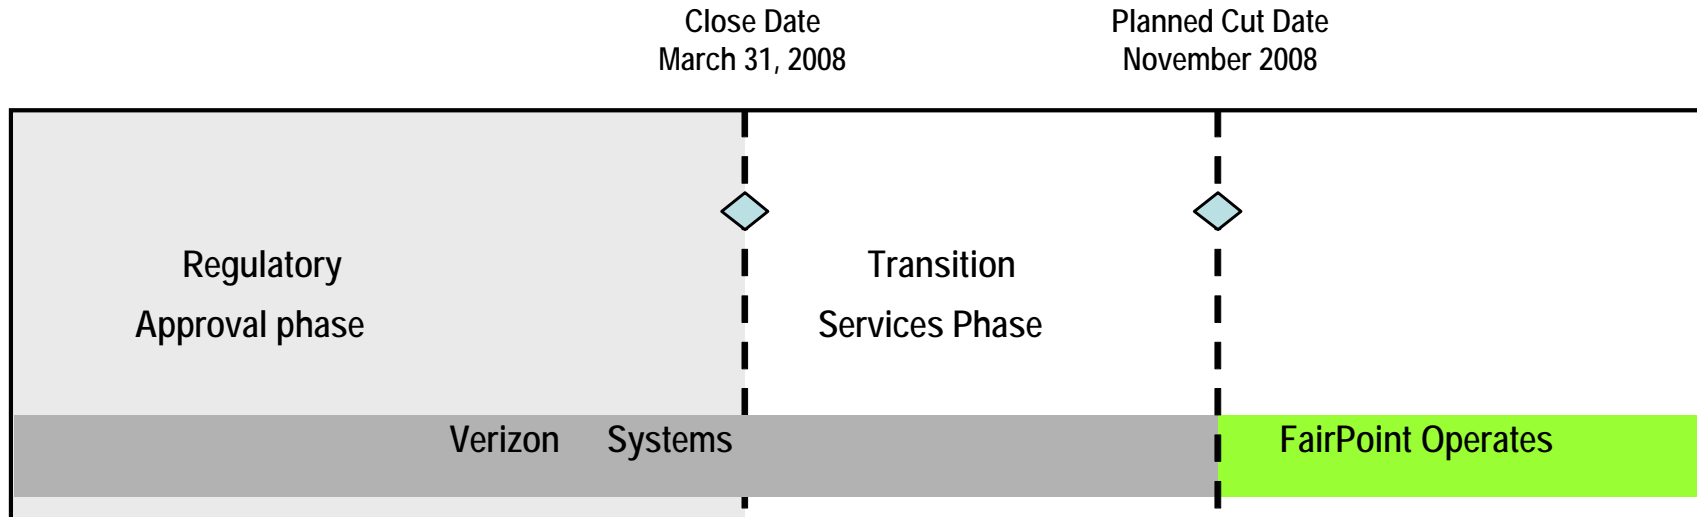 Close Date
March 31, 2008
Planned Cut Date
November 2008
Regulatory
Approval phase
Transition
Services Phase
Verizon Systems
FairPoint Operates